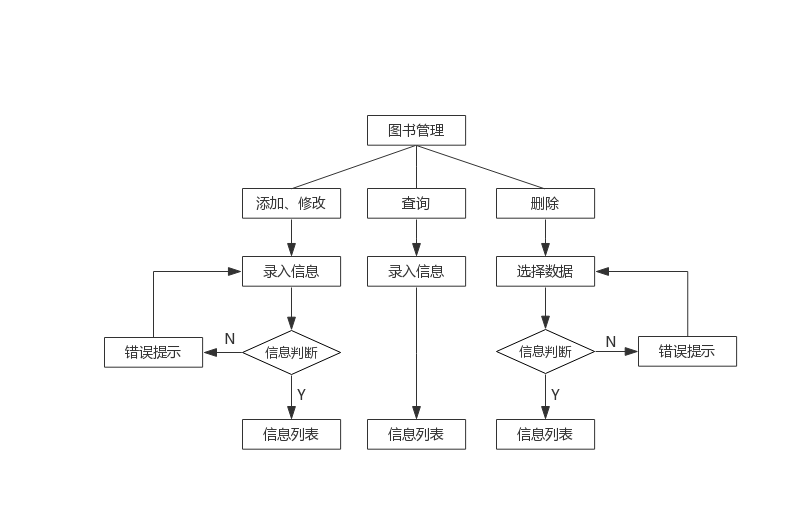 图书管理
添加、修改
查询
删除
录入信息
录入信息
选择数据
错误提示
N
信息判断
信息判断
N
错误提示
Y
Y
信息列表
信息列表
信息列表